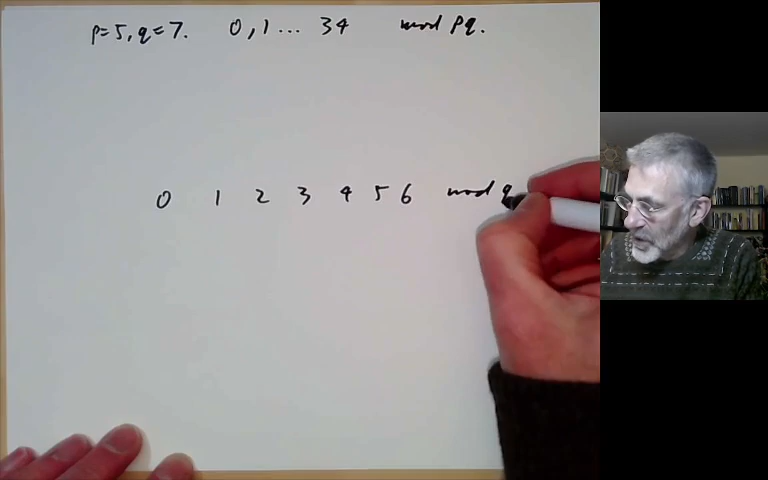 p=5, q=7. 0, 1 ... 34 mod pq.
0 1 2 3 4 5 6 mod q